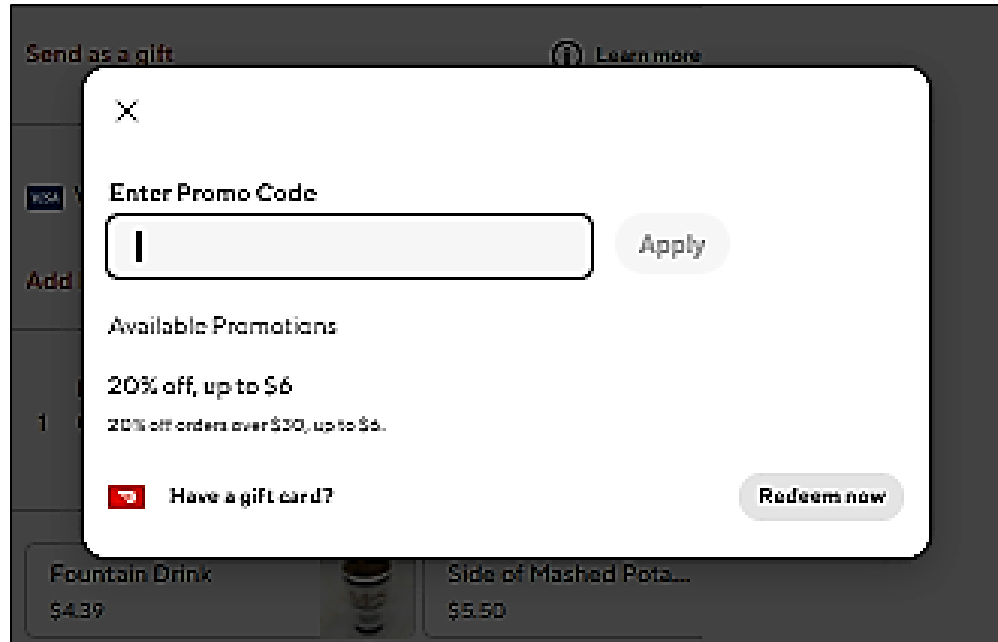 Send as a gift
Learn more
Enter Promo Code
Apply
VISA
Add
Available Promotions
20% off, up to $6
1
20% off orders over $30, up to $6.
Have a gift card?
Redeem now
Fountain Drink
Side of Mashed Pota...
$4.39
$5.50